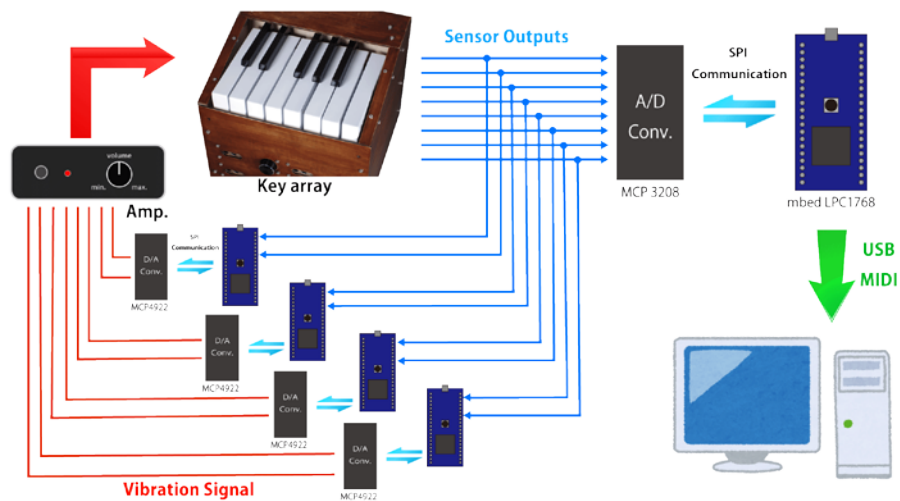 Sensor Outputs
SPI
Communication
A/D
Conv.
MCP 3208
mbed LPC1768
Key array
volume
min.
max.
Amp.
USB
MIDI
SPI
Communication
D/A
Conv.
MCP4922
D/A
Conv.
MCP4922
D/A
Conv.
MCP4922
D/A
Conv.
MCP4922
Vibration Signal